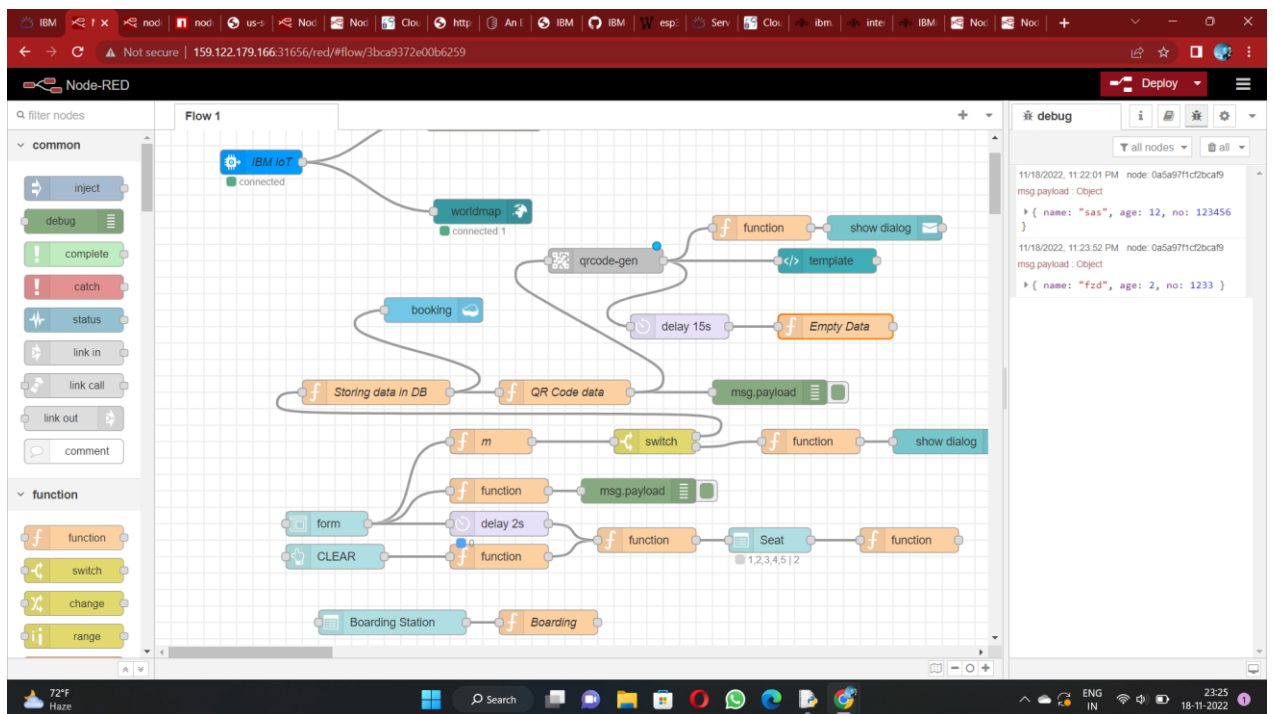 IBM
N
nod
nod
us-s
Nod
Nod
Clou
http
An E
IBM
IBM
esp
Serv
Clou
ibm.
inte
IBM
Nod
Nod
Not secure | 159.122.179.166:31656/red/#flow/3bca9372e00b6259
Node-RED
Deploy
filter nodes
Flow 1
debug
common
all nodes
all
inject
debug
complete
catch
status
link in
link call
link out
comment
function
function
switch
change
range
IBM IoT
connected
worldmap
connected 1
function
show dialog
qrcode-gen
template
booking
delay 15s
Empty Data
Storing data in DB
QR Code data
msg.payload
m
switch
function
show dialog
function
msg.payload
form
delay 2s
0
CLEAR
function
function
Seat
1,2,3,4,5 | 2
function
Boarding Station
Boarding
11/18/2022, 11:22:01 PM node: 0a5a97f1cf2bcaf9
msg.payload : Object
{ name: "sas", age: 12, no: 123456
}
11/18/2022, 11:23:52 PM node: 0a5a97f1cf2bcaf9
msg.payload : Object
{ name: "fzd", age: 2, no: 1233 }
72°F
Haze
Search
ENG
IN
23:25
18-11-2022
1